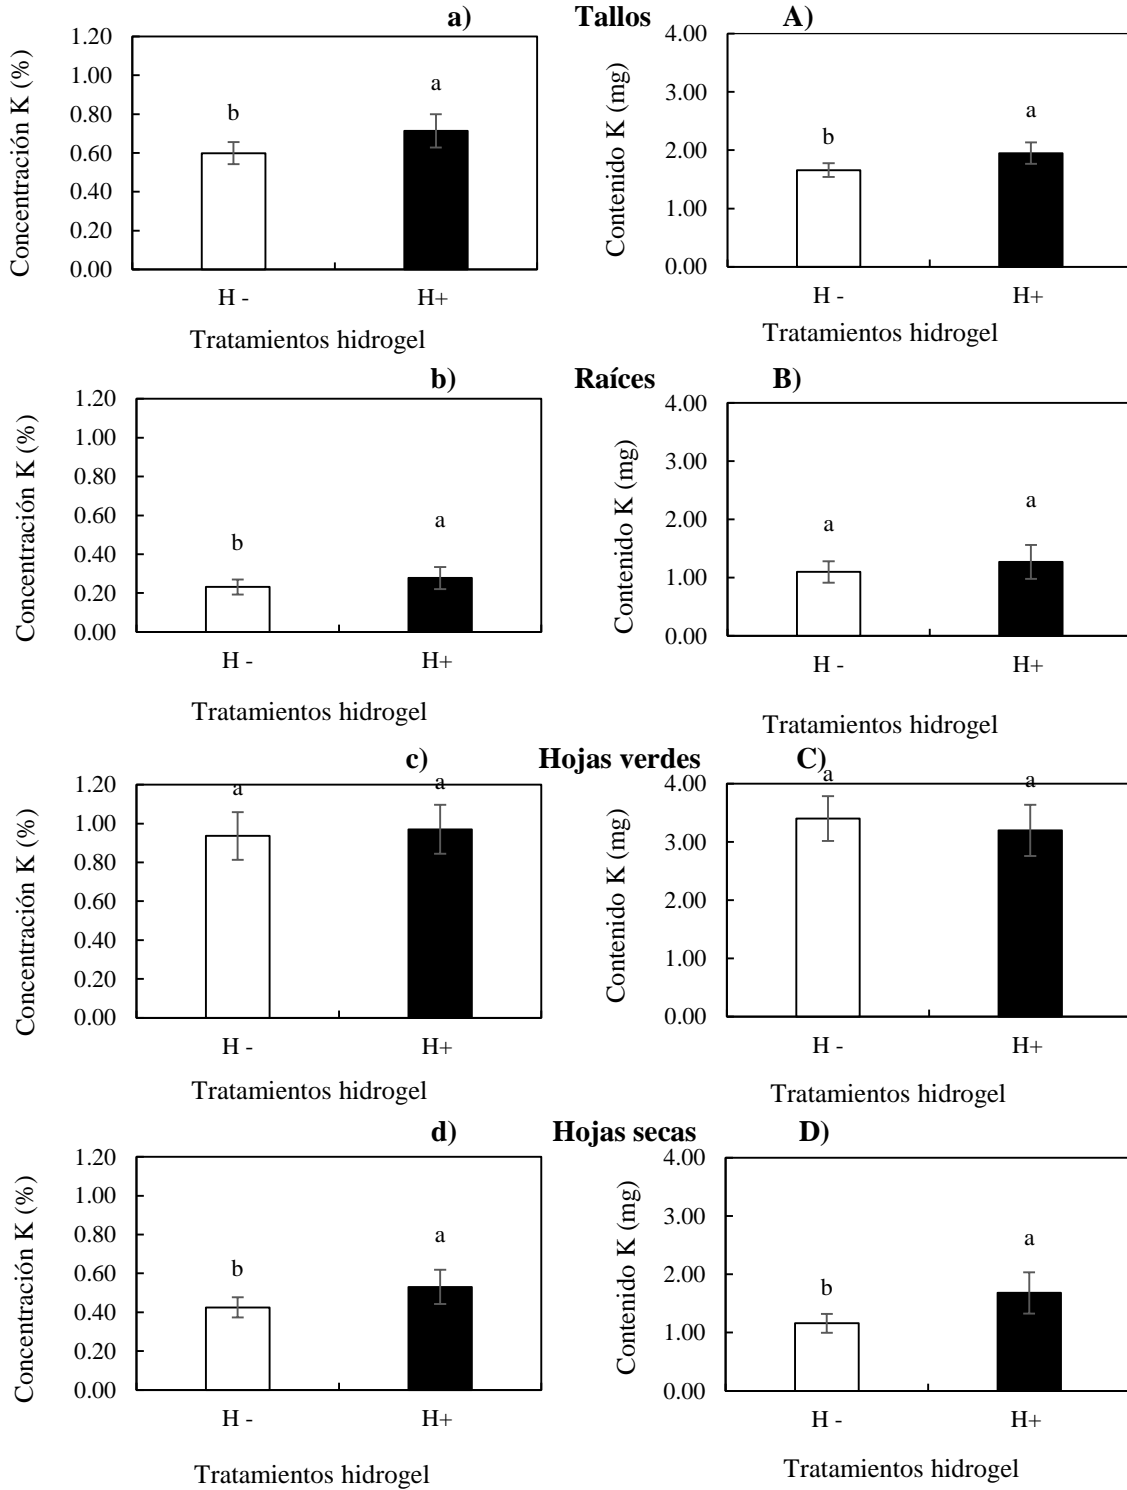 a) Tallos A)
Concentración K (%)
1.20
1.00
0.80
0.60
0.40
0.20
0.00
b
a
H - H+
Tratamientos hidrogel
Contenido K (mg)
4.00
3.00
2.00
1.00
0.00
b
a
H - H+
Tratamientos hidrogel
b) Raíces B)
Concentración K (%)
1.20
1.00
0.80
0.60
0.40
0.20
0.00
b
a
H - H+
Tratamientos hidrogel
Contenido K (mg)
4.00
3.00
2.00
1.00
0.00
a
a
H - H+
Tratamientos hidrogel
c) Hojas verdes C)
Concentración K (%)
1.20
1.00
0.80
0.60
0.40
0.20
0.00
a
a
H - H+
Tratamientos hidrogel
Contenido K (mg)
4.00
3.00
2.00
1.00
0.00
a
a
H - H+
Tratamientos hidrogel
d) Hojas secas D)
Concentración K (%)
1.20
1.00
0.80
0.60
0.40
0.20
0.00
b
a
H - H+
Tratamientos hidrogel
Contenido K (mg)
4.00
3.00
2.00
1.00
0.00
b
a
H - H+
Tratamientos hidrogel